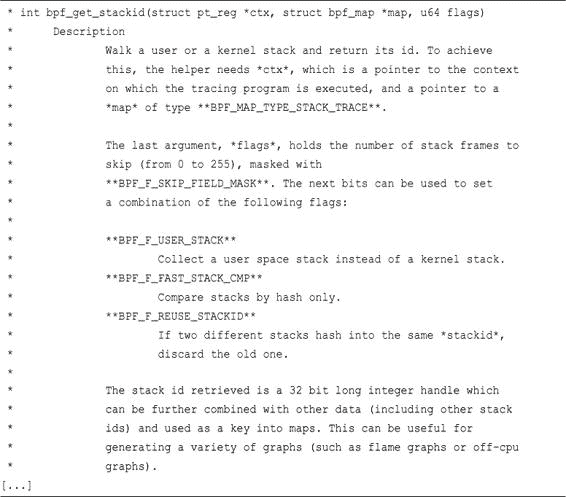 * int bpf_get_stackid(struct pt_reg *ctx, struct bpf_map *map, u64 flags)
* Description
* Walk a user or a kernel stack and return its id. To achieve
* this, the helper needs *ctx*, which is a pointer to the context
* on which the tracing program is executed, and a pointer to a
* *map* of type **BPF_MAP_TYPE_STACK_TRACE**.
*
* The last argument, *flags*, holds the number of stack frames to
* skip (from 0 to 255), masked with
* **BPF_F_SKIP_FIELD_MASK**. The next bits can be used to set
* a combination of the following flags:
*
* **BPF_F_USER_STACK**
* Collect a user space stack instead of a kernel stack.
* **BPF_F_FAST_STACK_CMP**
* Compare stacks by hash only.
* **BPF_F_REUSE_STACKID**
* If two different stacks hash into the same *stackid*,
* discard the old one.
*
* The stack id retrieved is a 32 bit long integer handle which
* can be further combined with other data (including other stack
* ids) and used as a key into maps. This can be useful for
* generating a variety of graphs (such as flame graphs or off-cpu
* graphs).
[...]